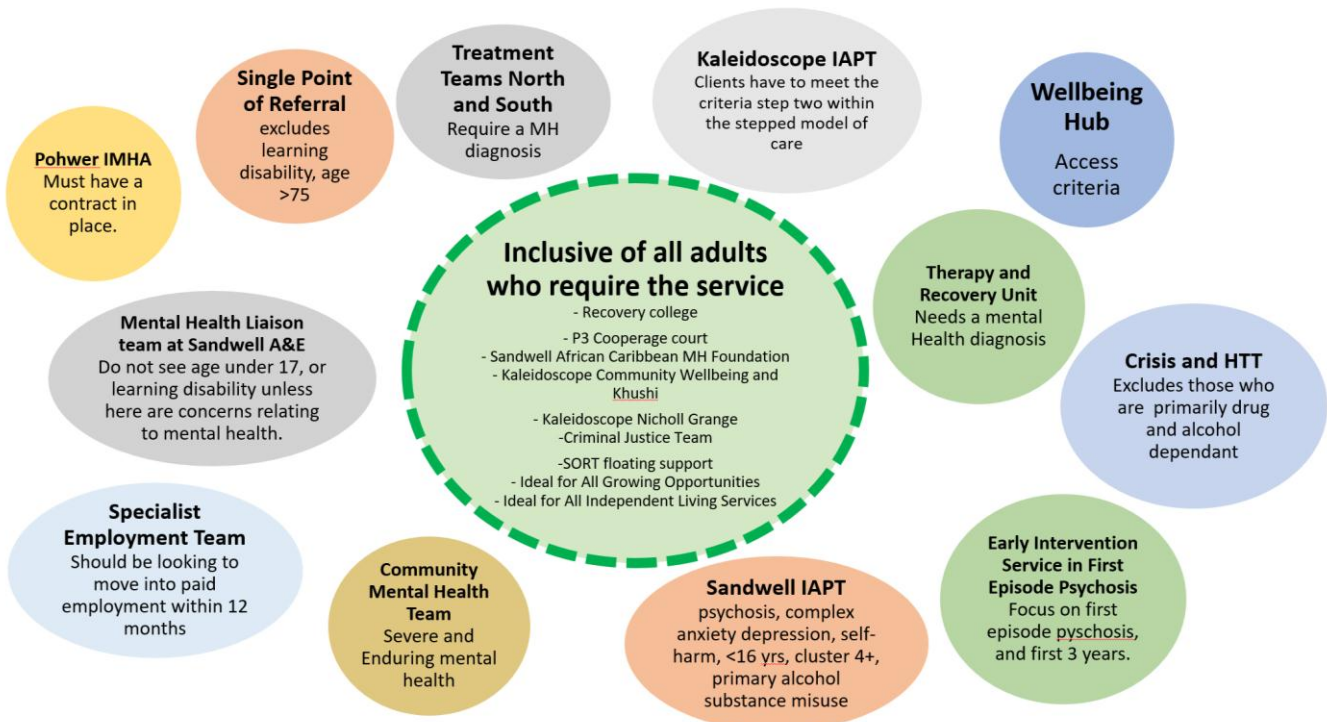 Treatment
Teams North
and South
Require a MH
diagnosis
Kaleidoscope IAPT
Clients have to meet the
criteria step two within
the stepped model of
care
Single Point
of Referral
excludes
learning
disability, age
>75
Wellbeing
Hub
Access
criteria
Pohwer IMHA
Must have a
contract in
place.
Inclusive of all adults
who require the service
- Recovery college
- P3 Cooperage court
- Sandwell African Caribbean MH Foundation
- Kaleidoscope Community Wellbeing and
Khushi
- Kaleidoscope Nicholl Grange
-Criminal Justice Team
-SORT floating support
- Ideal for All Growing Opportunities
- Ideal for All Independent Living Services
Therapy and
Recovery Unit
Needs a mental
Health diagnosis
Mental Health Liaison
team at Sandwell A&E
Do not see age under 17, or
learning disability unless
here are concerns relating
to mental health.
Crisis and HTT
Excludes those who
are primarily drug
and alcohol
dependant
Specialist
Employment Team
Should be looking to
move into paid
employment within 12
months
Community
Mental Health
Team
Severe and
Enduring mental
health
Sandwell IAPT
psychosis, complex
anxiety depression, self-
harm, <16 yrs, cluster 4+,
primary alcohol
substance misuse
Early Intervention
Service in First
Episode Psychosis
Focus on first
episode pyschosis,
and first 3 years.